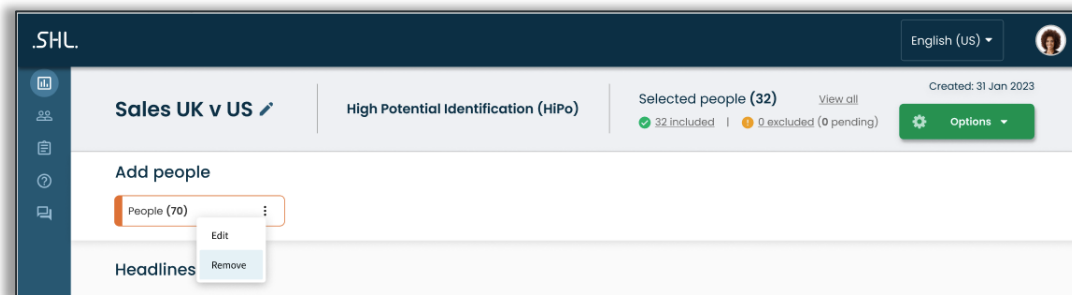 .SHL.
English (US)
Created: 31 Jan 2023
Sales UK v US
High Potential Identification (HiPo)
Selected people (32) View all
32 included | 0 excluded (0 pending)
Options
Add people
People (70)
Edit
Remove
Headlines